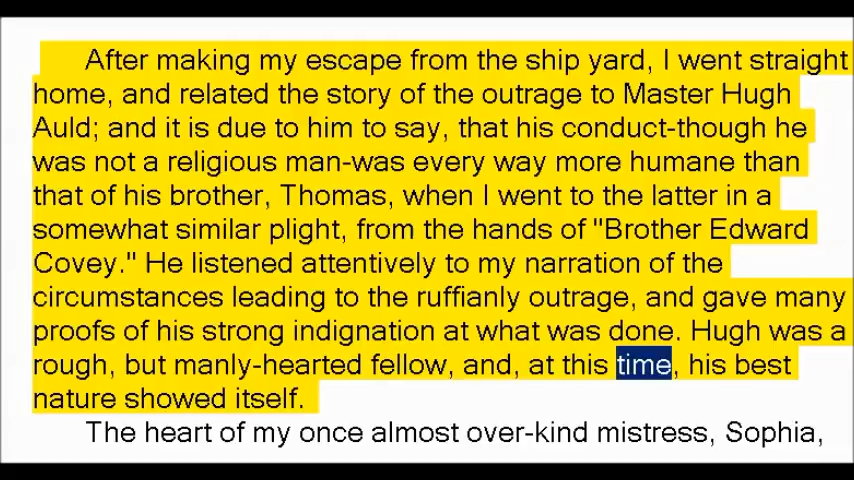 After making my escape from the ship yard, I went straight
home, and related the story of the outrage to Master Hugh
Auld; and it is due to him to say, that his conduct-though he
was not a religious man-was every way more humane than
that of his brother, Thomas, when I went to the latter in a
somewhat similar plight, from the hands of "Brother Edward
Covey." He listened attentively to my narration of the
circumstances leading to the ruffianly outrage, and gave many
proofs of his strong indignation at what was done. Hugh was a
rough, but manly-hearted fellow, and, at this time, his best
nature showed itself.
The heart of my once almost over-kind mistress, Sophia,